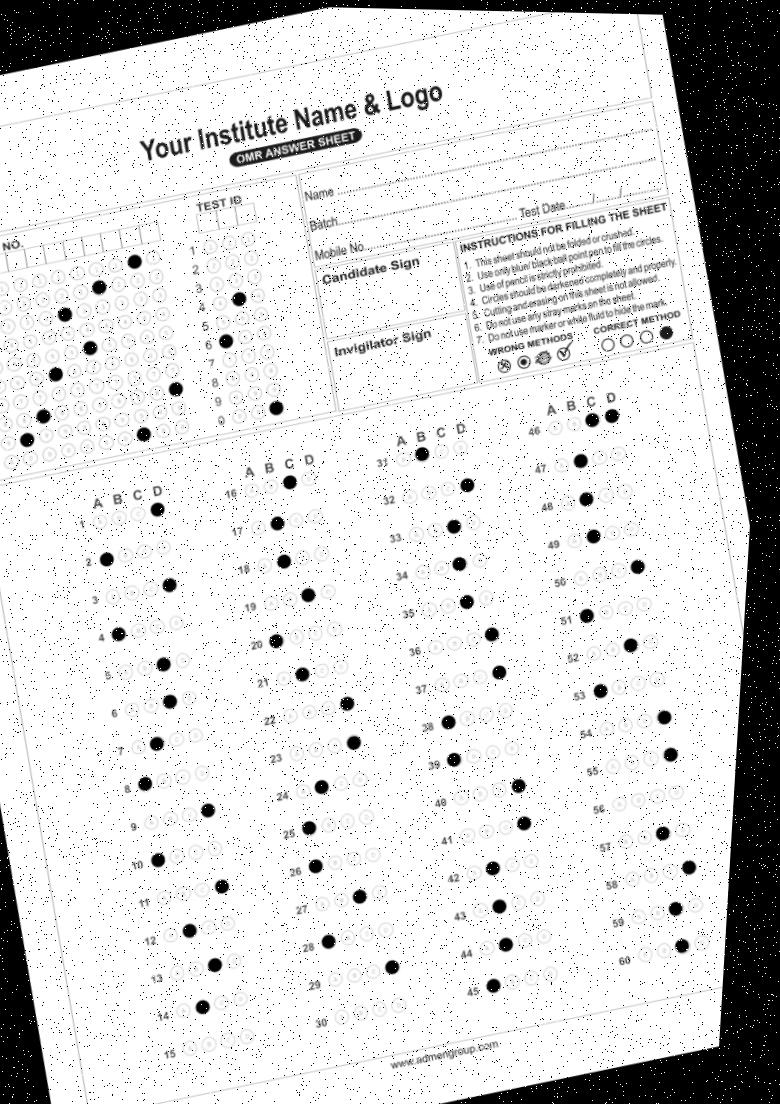 Your Institute Name & Logo
OMR ANSWER SHEET
NO.
TEST ID
1
2
3
4
5
6
7
8
9
0
Name
Batch
Mobile No.
Test Date / /
Candidate Sign
Invigilator Sign
INSTRUCTIONS FOR FILLING THE SHEET
1. This sheet should not be folded or crushed.
2. Use only blue/ black ball point pen to fill the circles.
3. Use of pencil is strictly prohibited.
4. Circles should be darkened completely and properly.
5. Cutting and erasing on this sheet is not allowed.
6. Do not use any stray marks on the sheet.
7. Do not use marker or white fluid to hide the mark.
WRONG METHODS
CORRECT METHOD
A B C D
1
2
3
4
5
6
7
8
9
10
11
12
13
14
15
A B C D
16
17
18
19
20
21
22
23
24
25
26
27
28
29
30
A B C D
31
32
33
34
35
36
37
38
39
40
41
42
43
44
45
A B C D
46
47
48
49
50
51
52
53
54
55
56
57
58
59
60
www.admengroup.com